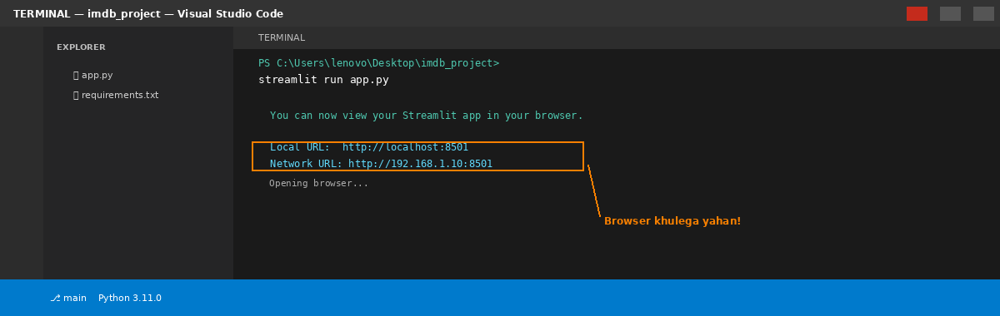 TERMINAL — imdb_project — Visual Studio Code
EXPLORER
app.py
requirements.txt
TERMINAL
PS C:\Users\lenovo\Desktop\imdb_project>
streamlit run app.py
You can now view your Streamlit app in your browser.
Local URL:  http://localhost:8501
Network URL: http://192.168.1.10:8501
Opening browser...
Browser khulega yahan!
⎇ main    Python 3.11.0